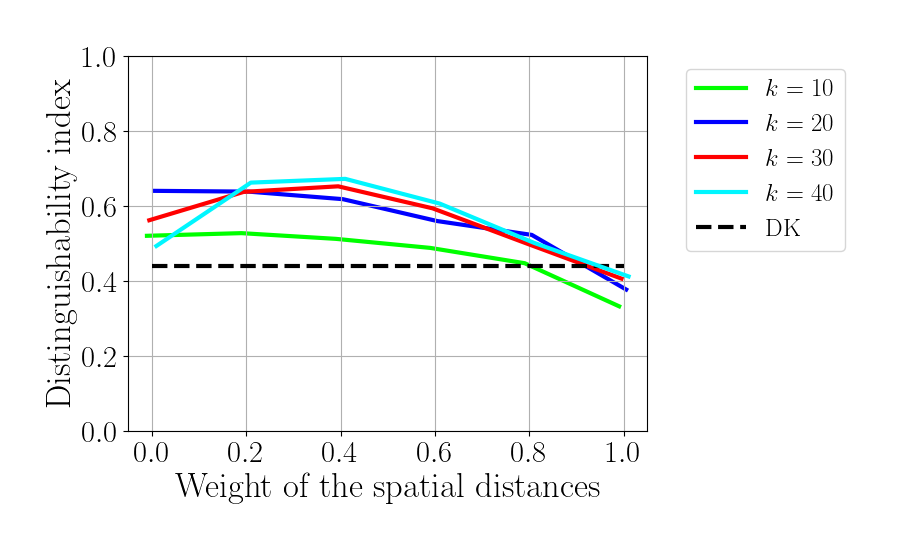 1.0
0.8
0.6
0.4
0.2
0.0
Distinguishability index
0.0 0.2 0.4 0.6 0.8 1.0
Weight of the spatial distances
k = 10
k = 20
k = 30
k = 40
DK